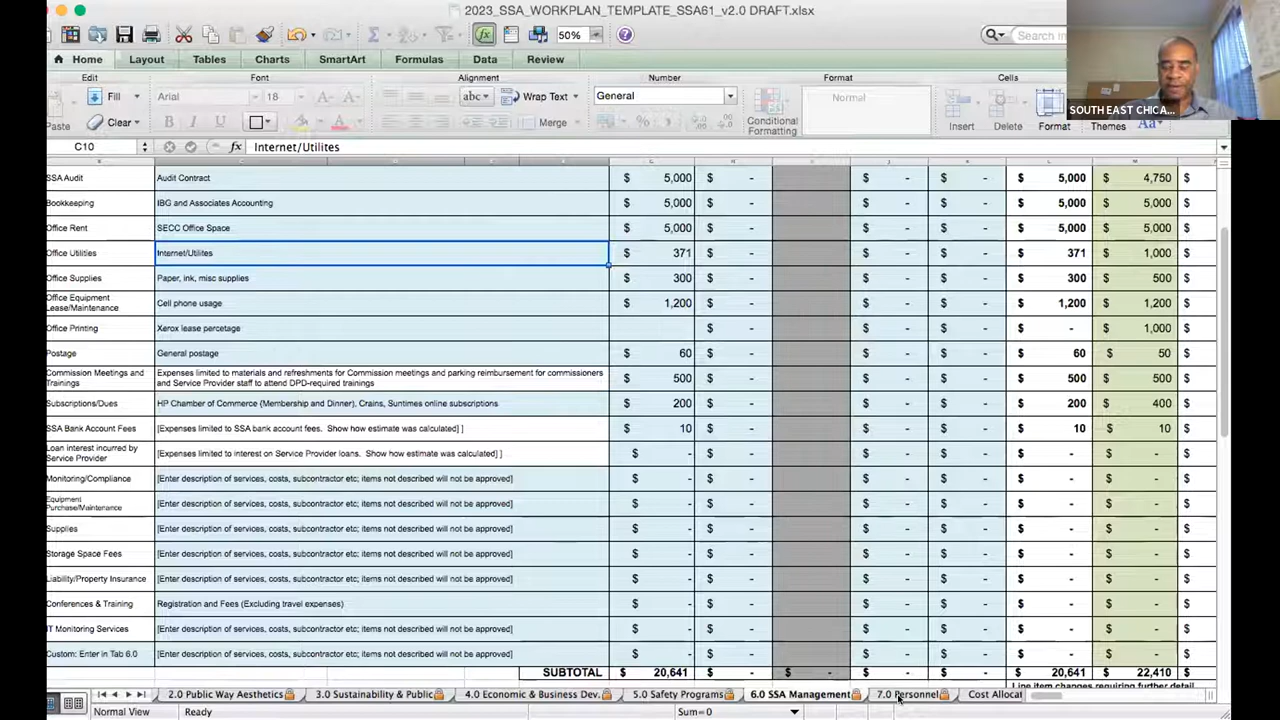 2023_SSA_WORKPLAN_TEMPLATE_SSA61_v2.0 DRAFT.xlsx
50% Search In
Home Layout Tables Charts SmartArt Formulas Data Review
Edit Font Alignment Number Format Cells Themes
Fill Arial 18 abc Wrap Text General Normal
Paste Clear B I U Merge Conditional Formatting Insert Delete Format Themes Aa
SOUTH EAST CHICA...
C10 fx Internet/Utilites
SSA Audit Audit Contract $ 5,000 $ - $ - $ - $ 5,000 $ 4,750 $
Bookkeeping IBG and Associates Accounting $ 5,000 $ - $ - $ - $ 5,000 $ 5,000 $
Office Rent SECC Office Space $ 5,000 $ - $ - $ - $ 5,000 $ 5,000 $
Office Utilities Internet/Utilites $ 371 $ - $ - $ - $ 371 $ 1,000 $
Office Supplies Paper, ink, misc supplies $ 300 $ - $ - $ - $ 300 $ 500 $
Office Equipment Lease/Maintenance Cell phone usage $ 1,200 $ - $ - $ - $ 1,200 $ 1,200 $
Office Printing Xerox lease percetage $ - $ - $ - $ - $ 1,000 $
Postage General postage $ 60 $ - $ - $ - $ 60 $ 50 $
Commission Meetings and Trainings Expenses limited to materials and refreshments for Commission meetings and parking reimbursement for commissioners and Service Provider staff to attend DPD-required trainings $ 500 $ - $ - $ - $ 500 $ 500 $
Subscriptions/Dues HP Chamber of Commerce (Membership and Dinner), Crains, Suntimes online subscriptions $ 200 $ - $ - $ - $ 200 $ 400 $
SSA Bank Account Fees [Expenses limited to SSA bank account fees. Show how estimate was calculated] ] $ 10 $ - $ - $ - $ 10 $ 10 $
Loan interest incurred by Service Provider [Expenses limited to interest on Service Provider loans. Show how estimate was calculated] ] $ - $ - $ - $ - $ - $ - $
Monitoring/Compliance [Enter description of services, costs, subcontractor etc; items not described will not be approved] $ - $ - $ - $ - $ - $ - $
Equipment Purchase/Maintenance [Enter description of services, costs, subcontractor etc; items not described will not be approved] $ - $ - $ - $ - $ - $ - $
Supplies [Enter description of services, costs, subcontractor etc; items not described will not be approved] $ - $ - $ - $ - $ - $ - $
Storage Space Fees [Enter description of services, costs, subcontractor etc; items not described will not be approved] $ - $ - $ - $ - $ - $ - $
Liability/Property Insurance [Enter description of services, costs, subcontractor etc; items not described will not be approved] $ - $ - $ - $ - $ - $ - $
Conferences & Training Registration and Fees (Excluding travel expenses) $ - $ - $ - $ - $ - $ - $
IT Monitoring Services [Enter description of services, costs, subcontractor etc; items not described will not be approved] $ - $ - $ - $ - $ - $ - $
Custom: Enter in Tab 6.0 [Enter description of services, costs, subcontractor etc; items not described will not be approved] $ - $ - $ - $ - $ - $ - $
SUBTOTAL $ 20,641 $ - $ - $ - $ - $ 20,641 $ 22,410 $
Line item changes requiring further detail
2.0 Public Way Aesthetics 3.0 Sustainability & Public 4.0 Economic & Business Dev. 5.0 Safety Programs 6.0 SSA Management 7.0 Personnel Cost Allocat
Normal View Ready Sum=0